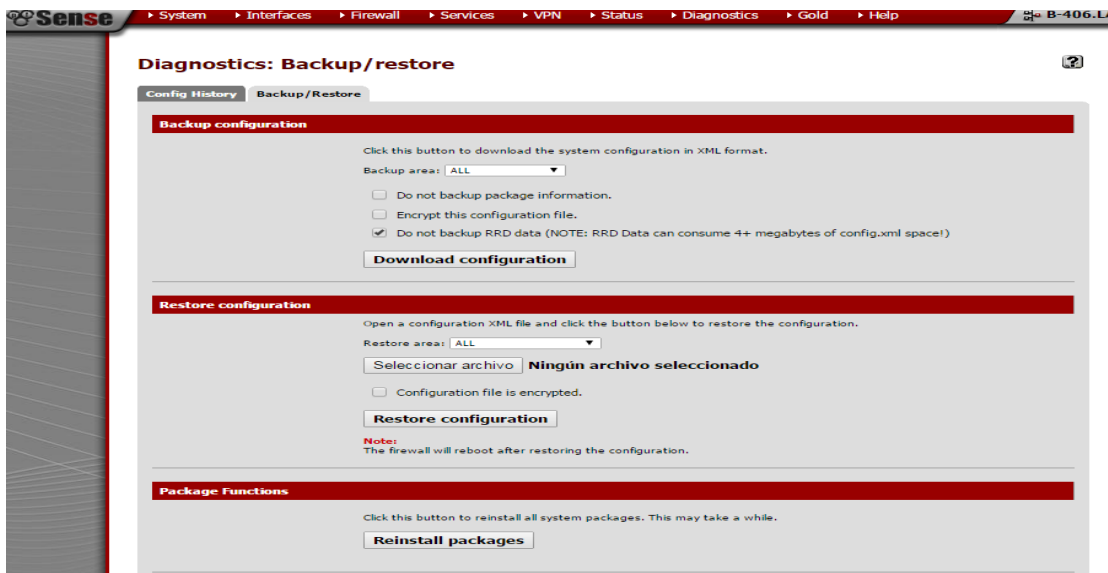 Sense
System Interfaces Firewall Services VPN Status Diagnostics Gold Help
B-406.L
Diagnostics: Backup/restore
?
Config History Backup/Restore
Backup configuration
Click this button to download the system configuration in XML format.
Backup area: ALL
Do not backup package information.
Encrypt this configuration file.
Do not backup RRD data (NOTE: RRD Data can consume 4+ megabytes of config.xml space!)
Download configuration
Restore configuration
Open a configuration XML file and click the button below to restore the configuration.
Restore area: ALL
Seleccionar archivo Ningún archivo seleccionado
Configuration file is encrypted.
Restore configuration
Note:
The firewall will reboot after restoring the configuration.
Package Functions
Click this button to reinstall all system packages. This may take a while.
Reinstall packages